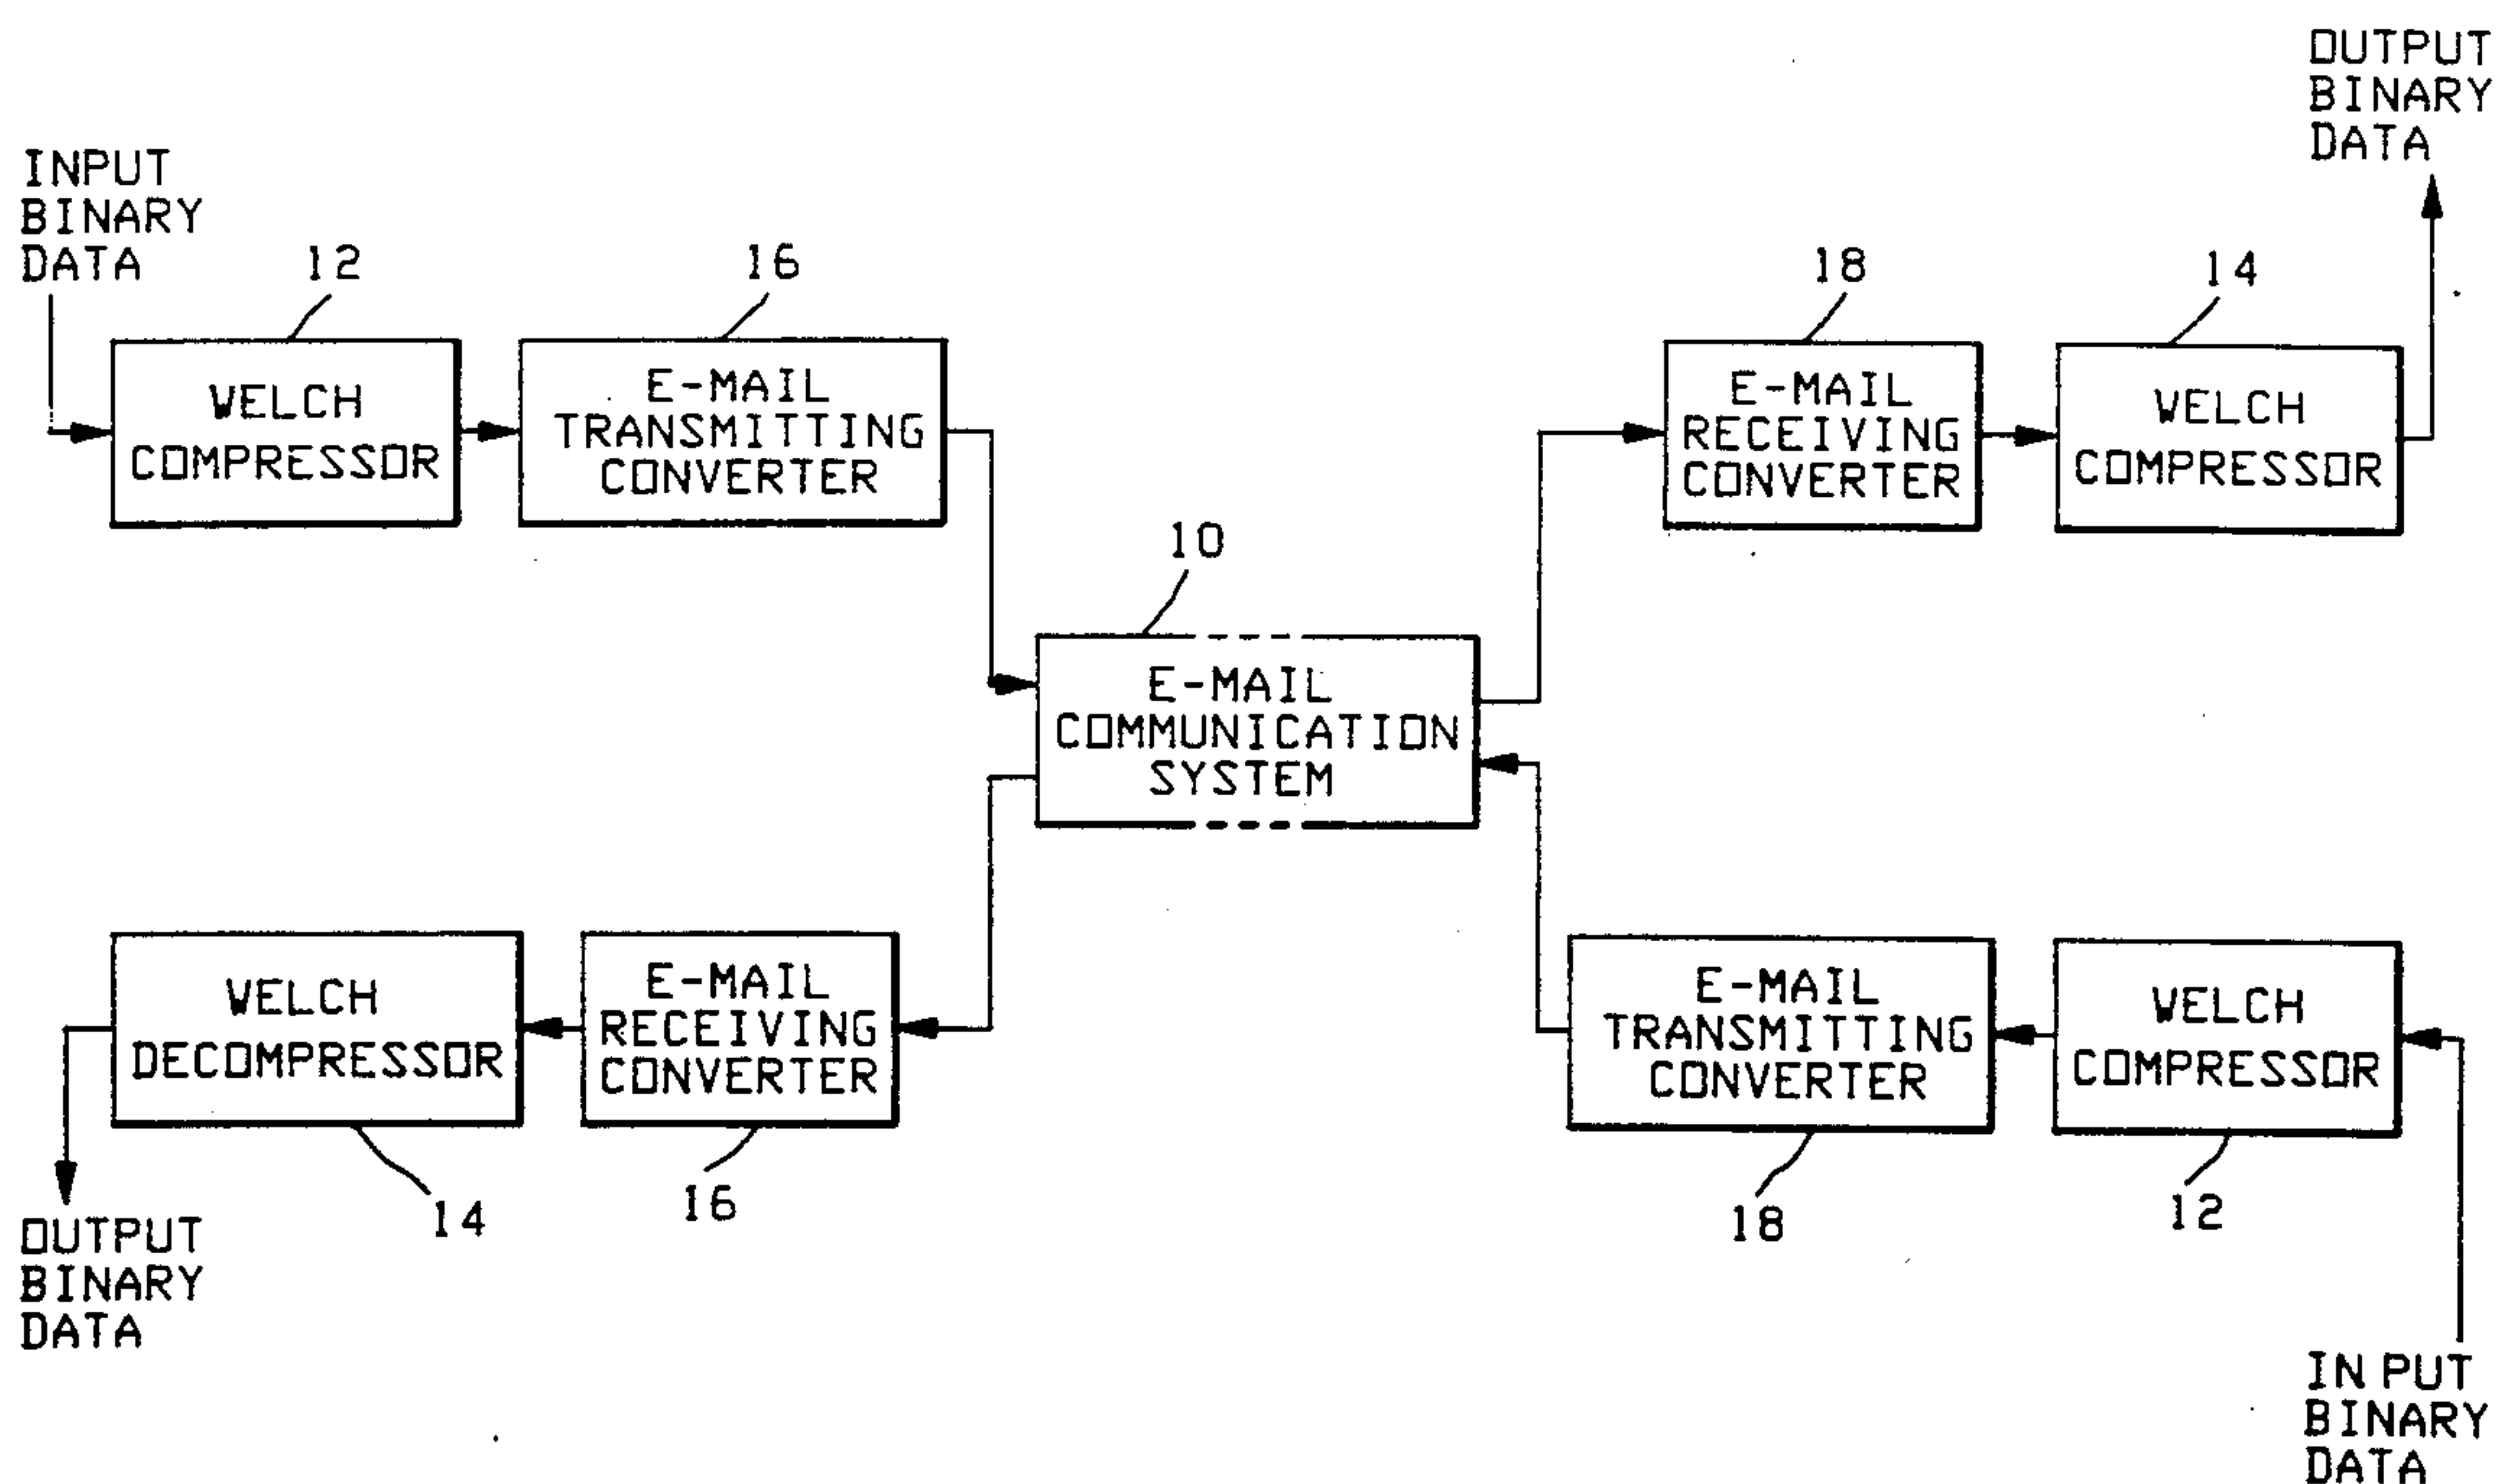 OUTPUT
BINARY
DATA
INPUT
BINARY
DATA
12
16
18
14
WELCH
COMPRESSOR
E-MAIL
TRANSMITTING
CONVERTER
E-MAIL
RECEIVING
CONVERTER
WELCH
COMPRESSOR
10
E-MAIL
COMMUNICATION
SYSTEM
WELCH
DECOMPRESSOR
E-MAIL
RECEIVING
CONVERTER
E-MAIL
TRANSMITTING
CONVERTER
WELCH
COMPRESSOR
14
16
18
12
OUTPUT
BINARY
DATA
INPUT
BINARY
DATA